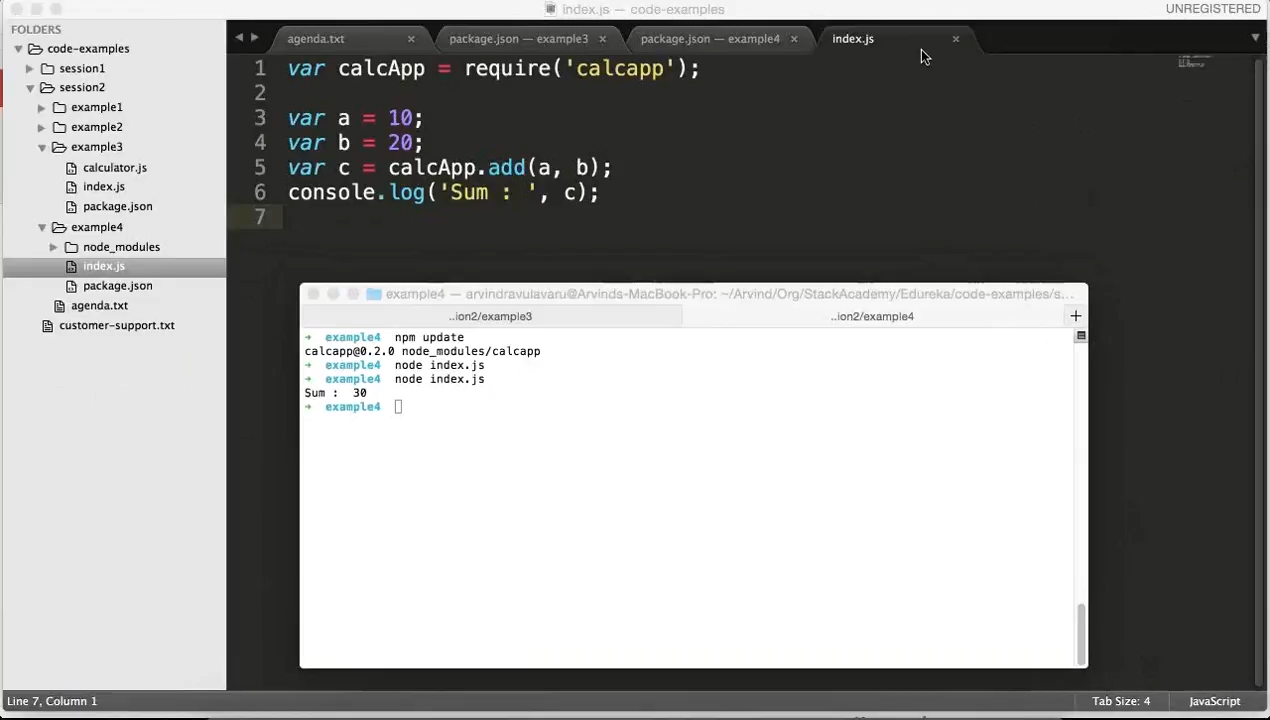 index.js — code-examples
UNREGISTERED
FOLDERS
code-examples
session1
session2
example1
example2
example3
calculator.js
index.js
package.json
example4
node_modules
index.js
package.json
agenda.txt
customer-support.txt
agenda.txt
package.json — example3
package.json — example4
index.js
1 var calcApp = require('calcapp');
2
3 var a = 10;
4 var b = 20;
5 var c = calcApp.add(a, b);
6 console.log('Sum : ', c);
7
example4 — arvindravulavaru@Arvinds-MacBook-Pro: ~/Arvind/Org/StackAcademy/Edureka/code-examples/s...
..ion2/example3
..ion2/example4
→ example4 npm update
calcapp@0.2.0 node_modules/calcapp
→ example4 node index.js
→ example4 node index.js
Sum : 30
→ example4
Line 7, Column 1
Tab Size: 4
JavaScript